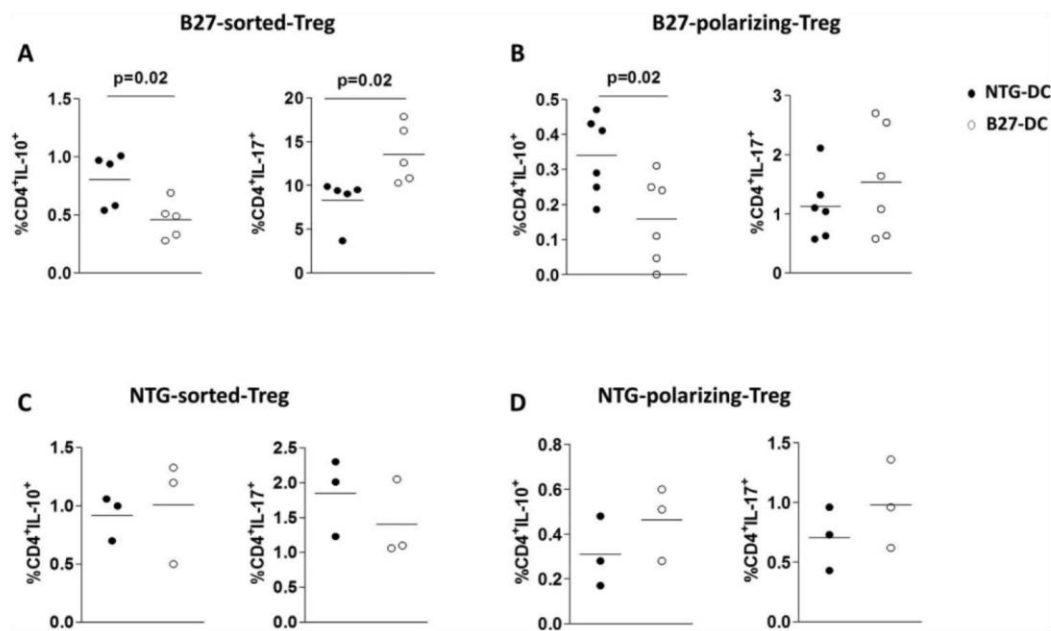 B27-sorted-Treg
A
p=0.02
%CD4⁺IL-10⁺
1.5
1.0
0.5
0.0
p=0.02
%CD4⁺IL-17⁺
20
15
10
5
0
B27-polarizing-Treg
B
p=0.02
%CD4⁺IL-10⁺
0.5
0.4
0.3
0.2
0.1
0.0
%CD4⁺IL-17⁺
3
2
1
0
NTG-DC
B27-DC
C
NTG-sorted-Treg
%CD4⁺IL-10⁺
1.5
1.0
0.5
0.0
%CD4⁺IL-17⁺
2.5
2.0
1.5
1.0
0.5
0.0
D
NTG-polarizing-Treg
%CD4⁺IL-10⁺
0.8
0.6
0.4
0.2
0.0
%CD4⁺IL-17⁺
1.5
1.0
0.5
0.0